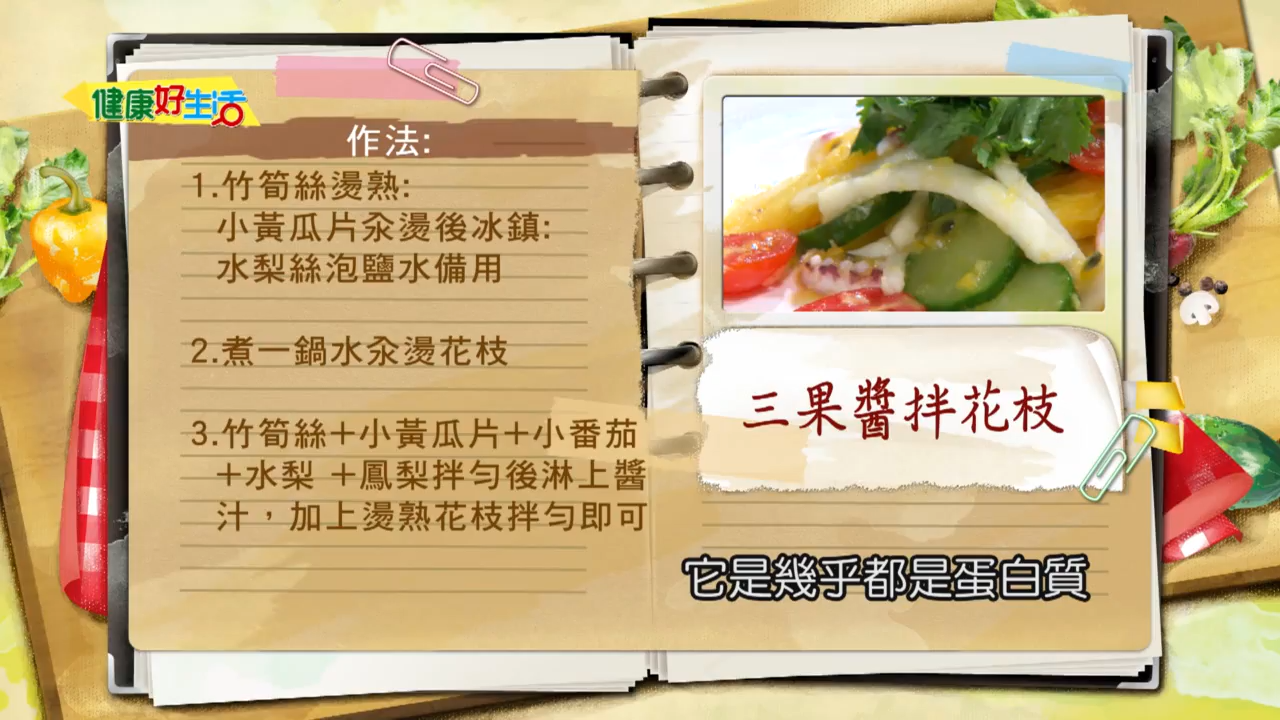 健康好生活
作法:
1.竹筍絲燙熟:
小黃瓜片汆燙後冰鎮:
水梨絲泡鹽水備用
2.煮一鍋水汆燙花枝
3.竹筍絲+小黃瓜片+小番茄
+水梨 +鳳梨拌勻後淋上醬
汁，加上燙熟花枝拌勻即可
三果醬拌花枝
它是幾乎都是蛋白質